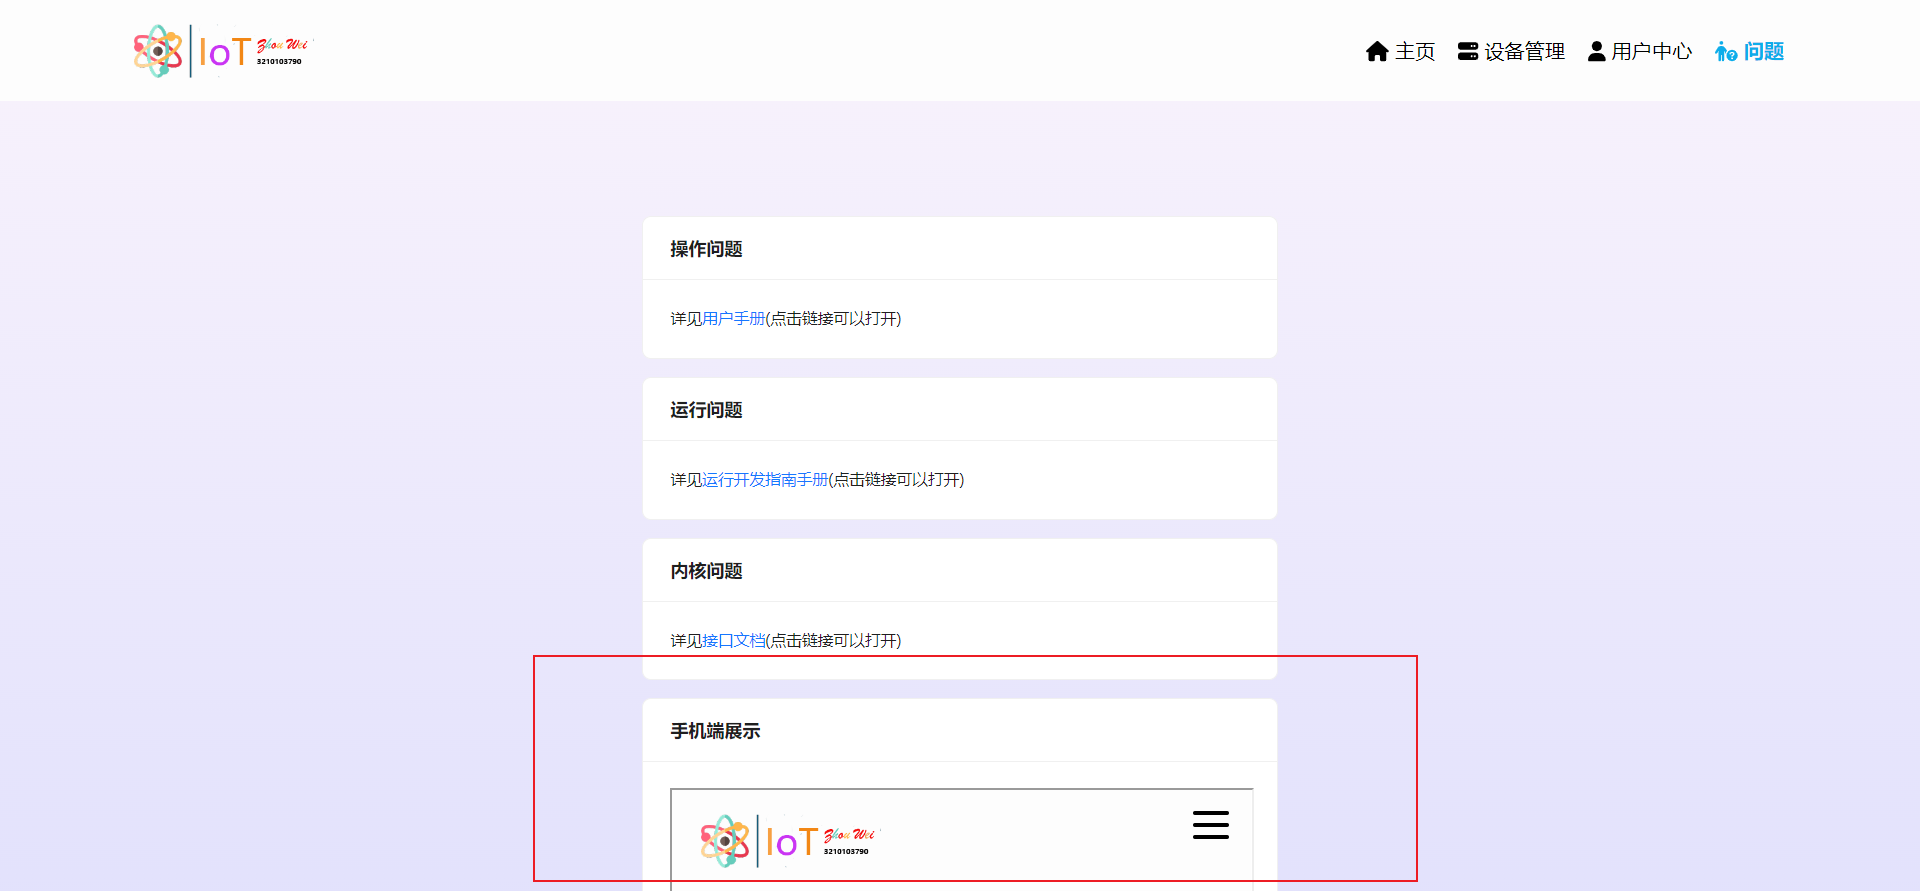 IoT Zhou Wei
3210103790
主页 设备管理 用户中心 问题
操作问题
详见用户手册(点击链接可以打开)
运行问题
详见运行开发指南手册(点击链接可以打开)
内核问题
详见接口文档(点击链接可以打开)
手机端展示
IoT Zhou Wei
3210103790